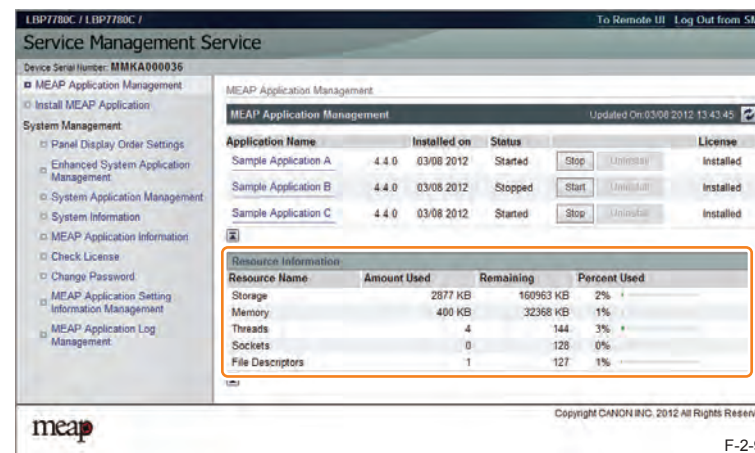 LBP7780C / LBP7780C /
To Remote UI Log Out from SM
Service Management Service
Device Serial Number: MMKA000036
MEAP Application Management
Install MEAP Application
System Management
Panel Display Order Settings
Enhanced System Application
Management
System Application Management
System Information
MEAP Application Information
Check License
Change Password
MEAP Application Setting
Information Management
MEAP Application Log
Management
MEAP Application Management
MEAP Application Management Updated On:03/08 2012 13:43:45
Application Name Installed on Status License
Sample Application A 4.4.0 03/08 2012 Started Stop Uninstall Installed
Sample Application B 4.4.0 03/08 2012 Stopped Start Uninstall Installed
Sample Application C 4.4.0 03/08 2012 Started Stop Uninstall Installed
Resource Information
Resource Name Amount Used Remaining Percent Used
Storage 2877 KB 160963 KB 2%
Memory 400 KB 32368 KB 1%
Threads 4 144 3%
Sockets 0 128 0%
File Descriptors 1 127 1%
Copyright CANON INC. 2012 All Rights Reserv
meap
F-2-9